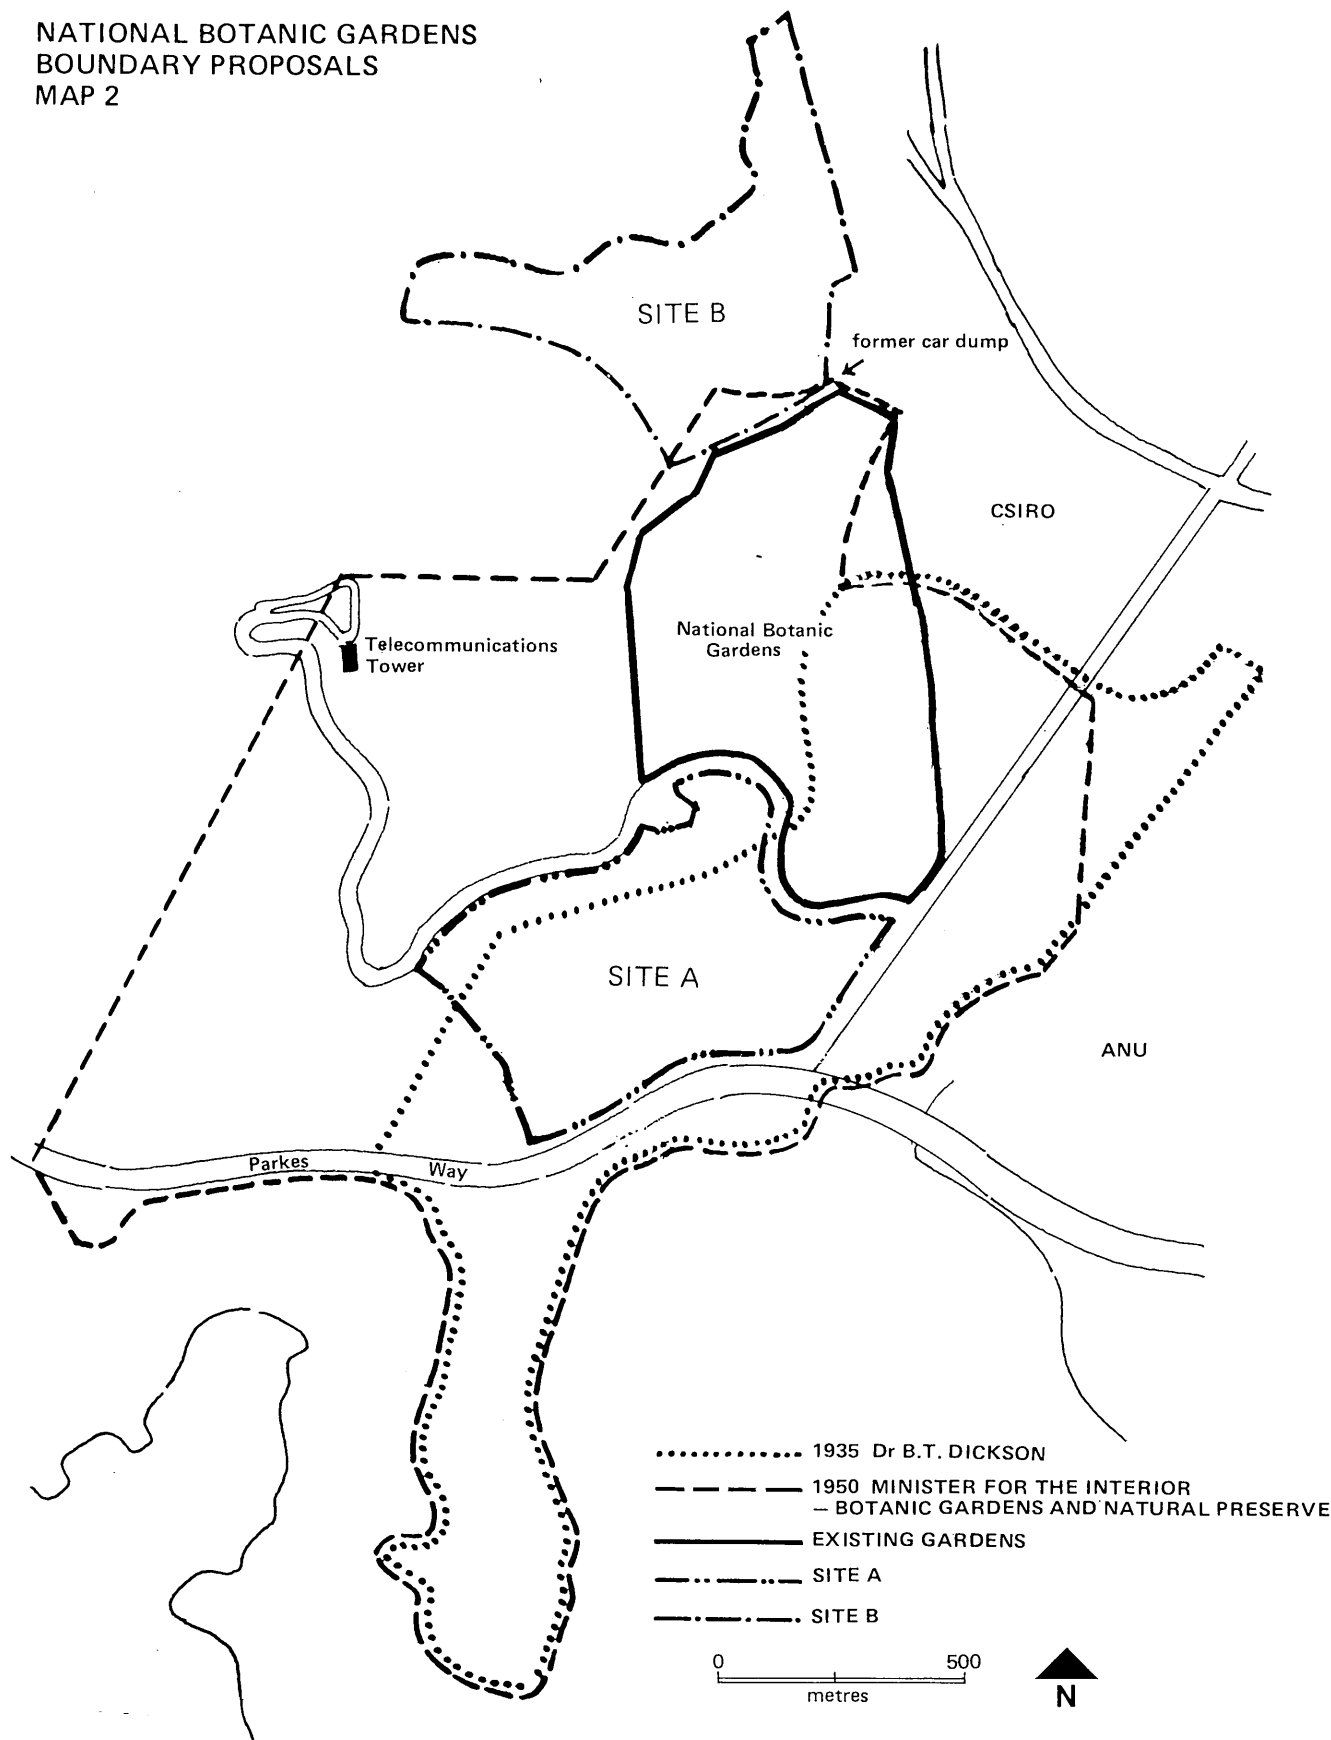 NATIONAL BOTANIC GARDENS
BOUNDARY PROPOSALS
MAP 2
SITE B
former car dump
CSIRO
National Botanic
Gardens
Telecommunications
Tower
SITE A
ANU
Parkes Way
1935 Dr B.T. DICKSON
1950 MINISTER FOR THE INTERIOR
– BOTANIC GARDENS AND NATURAL PRESERVE
EXISTING GARDENS
SITE A
SITE B
0 500
metres
N